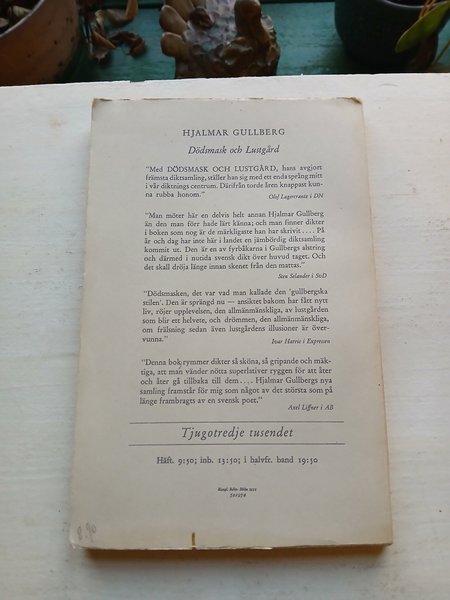 HJALMAR GULLBERG
Dödsmask och Lustgård
"Med DÖDSMASK OCH LUSTGÅRD, hans avgjort
främsta diktsamling, ställer han sig med ett enda språng mitt
i vår diktnings centrum. Därifrån torde åren knappast kun-
na rubba honom."
Olof Lagercrantz i DN
"Man möter här en delvis helt annan Hjalmar Gullberg
än den man förr hade lärt känna; och man finner dikter
i boken som nog är de märkligaste han har skrivit .... På
år och dag har inte här i landet en jämbördig diktsamling
kommit ut. Den är en av fyrbåkarna i Gullbergs alstring
och därmed i nutida svensk dikt över huvud taget. Och
det skall dröja länge innan skenet från den mattas."
Sten Selander i SvD
"Dödsmasken, det var vad man kallade den 'gullbergska
stilen'. Den är sprängd nu — ansiktet bakom har fått nytt
liv, röjer upplevelsen, den allmänmänskliga, av lustgården
som blir ett helvete, och drömmen, den allmänmänskliga,
om frälsning sedan även lustgårdens illusioner är över-
vunna."
Ivar Harrie i Expressen
"Denna bok rymmer dikter så sköna, så gripande och mäk-
tiga, att man vänder nötta superlativer ryggen för att åter
och åter gå tillbaka till dem .... Hjalmar Gullbergs nya
samling framstår för mig som något av det största som på
länge frambragts av en svensk poet."
Axel Liffner i AB
Tjugotredje tusendet
Häft. 9:50; inb. 13:50; i halvfr. band 19:50